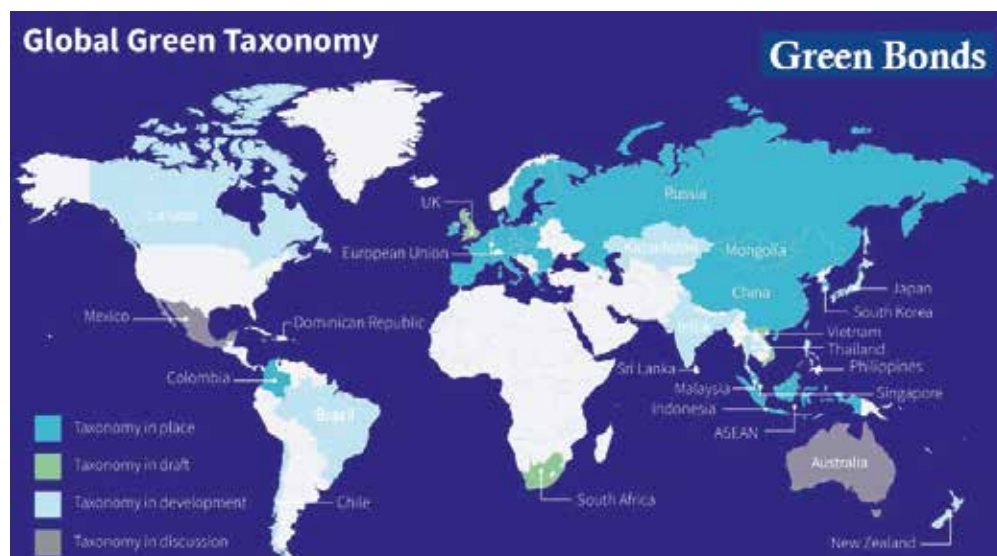 Global Green Taxonomy
Green Bonds
Canada
UK
European Union
Russia
Kazakhstan
Mongolia
China
Japan
South Korea
India
Vietnam
Thailand
Sri Lanka
Philippines
Malaysia
Singapore
Indonesia
ASEAN
Mexico
Dominican Republic
Colombia
Brazil
Chile
South Africa
Australia
New Zealand
Taxonomy in place
Taxonomy in draft
Taxonomy in development
Taxonomy in discussion